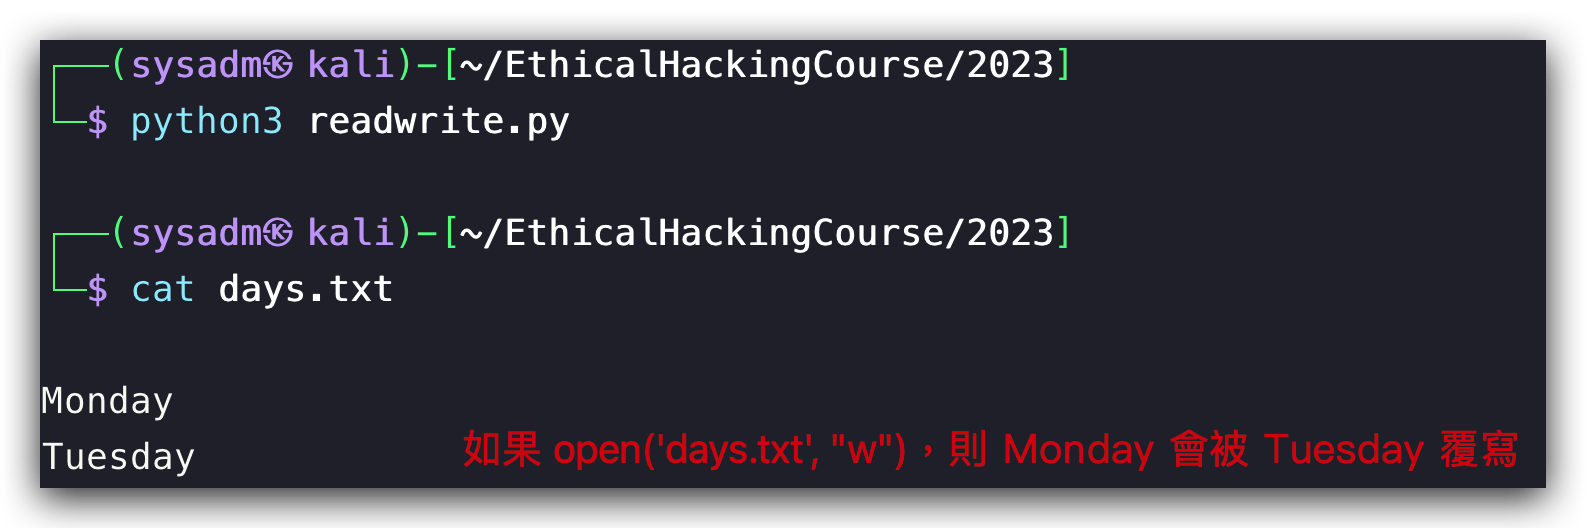 (sysadm㉿ kali)-[~/EthicalHackingCourse/2023]
$ python3 readwrite.py
(sysadm㉿ kali)-[~/EthicalHackingCourse/2023]
$ cat days.txt
Monday
Tuesday
如果 open('days.txt', "w")，則 Monday 會被 Tuesday 覆寫